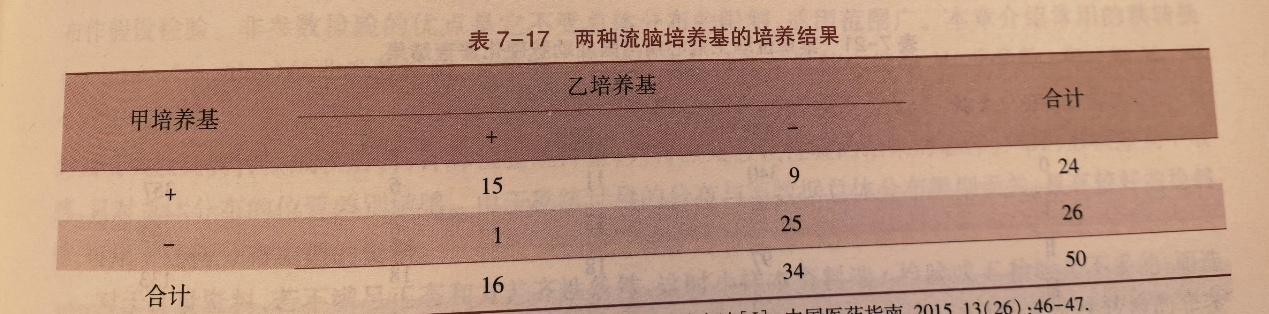 表 7-17 两种流脑培养基的培养结果
甲培养基 乙培养基 合计
+ −
+ 15 9 24
− 1 25 26
合计 16 34 50
中国医药指南, 2015, 13(26):46-47.